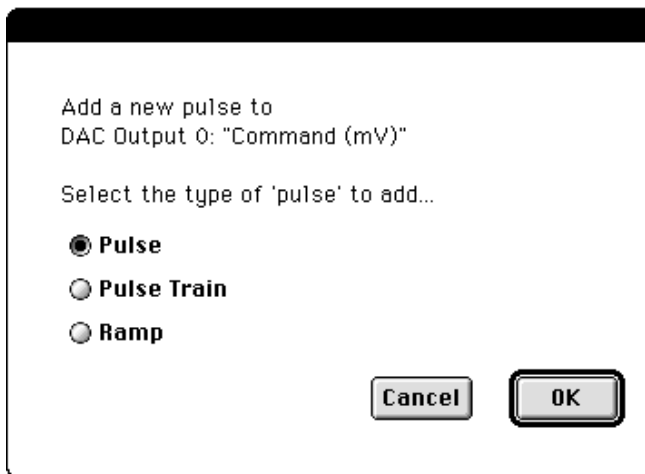 Add a new pulse to
DAC Output 0: "Command (mV)"
Select the type of 'pulse' to add...
Pulse
Pulse Train
Ramp
Cancel OK